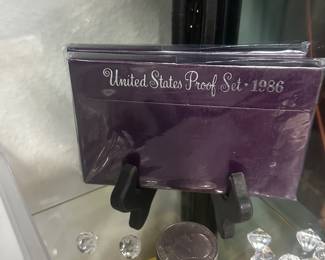 United States Proof Set · 1986